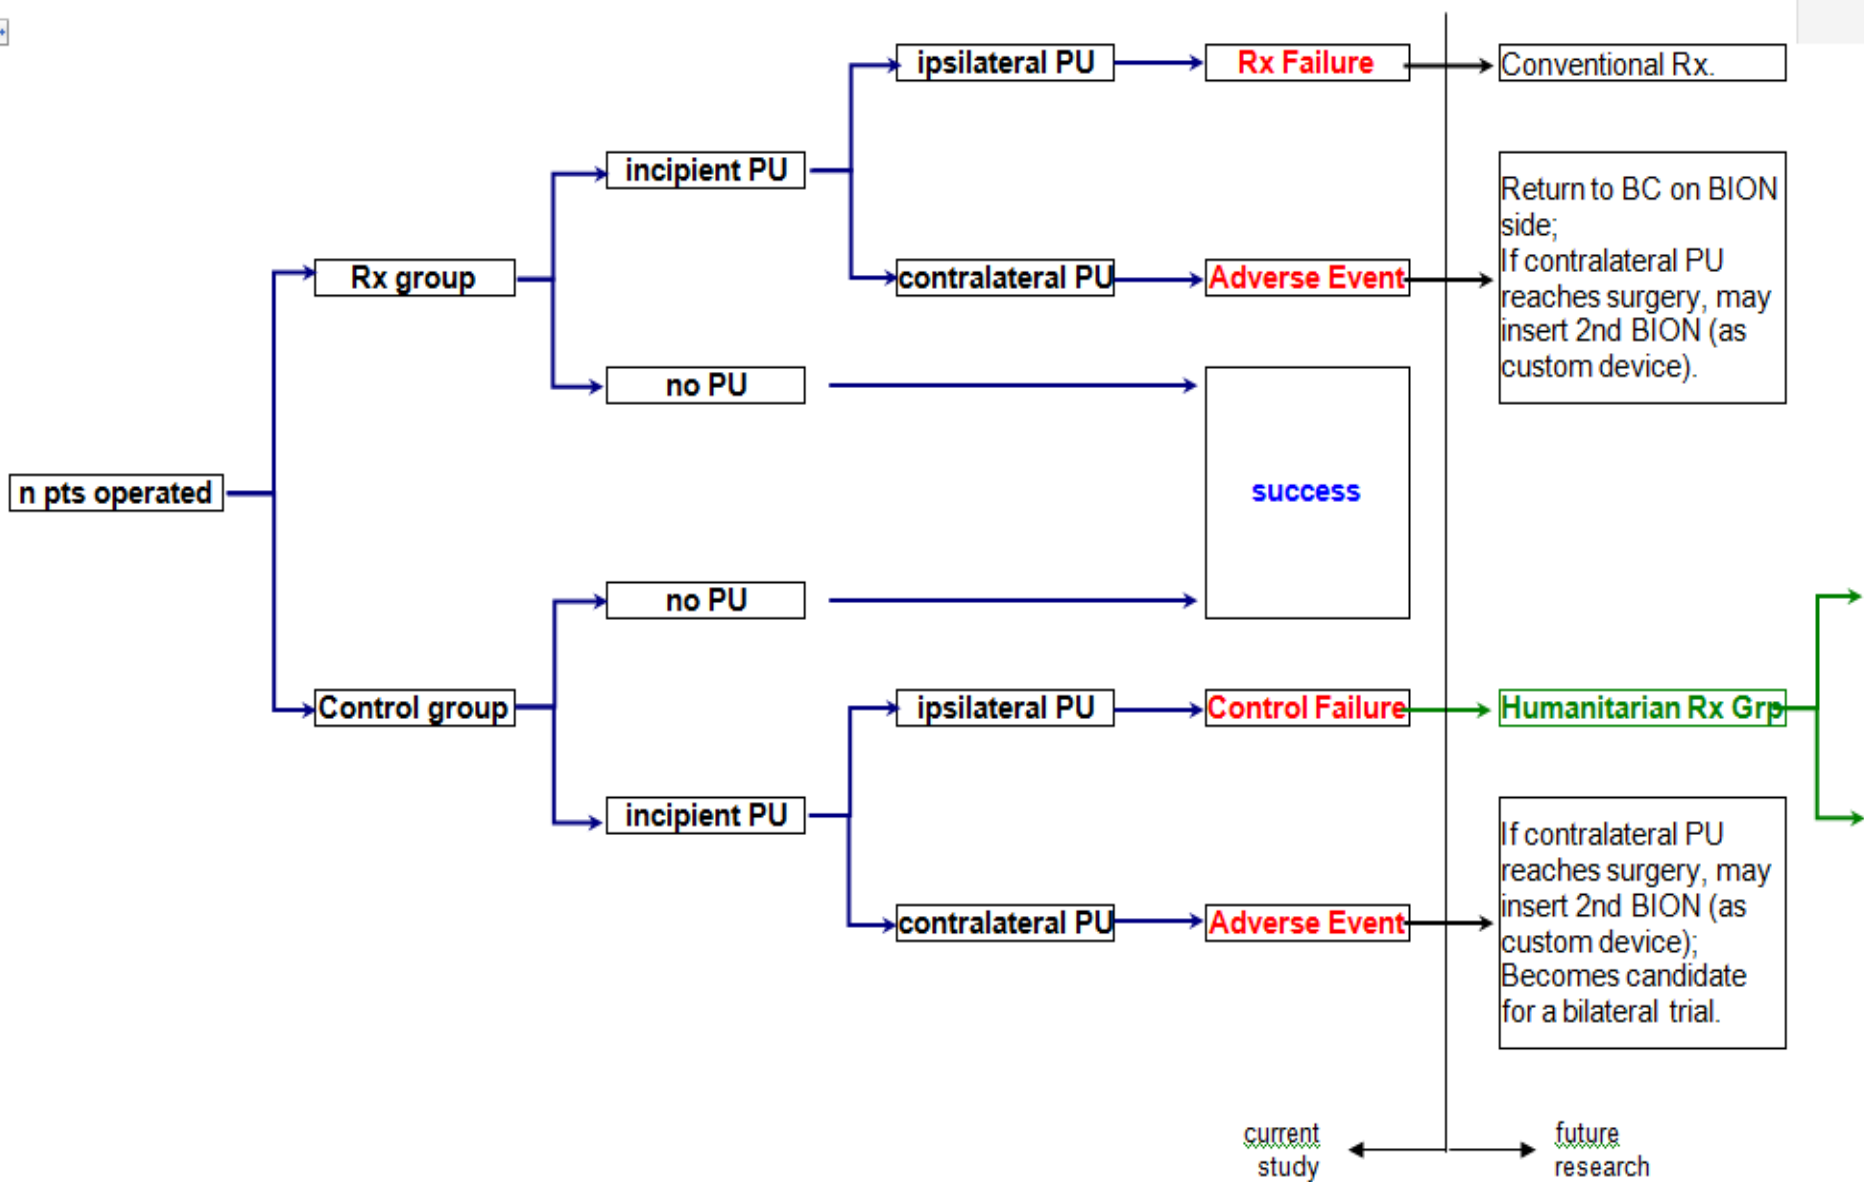 ipsilateral PU
Rx Failure
Conventional Rx.
incipient PU
Return to BC on BION
side;
If contralateral PU
reaches surgery, may
insert 2nd BION (as
custom device).
Rx group
contralateral PU
Adverse Event
no PU
n pts operated
success
no PU
Control group
ipsilateral PU
Control Failure
Humanitarian Rx Grp
incipient PU
If contralateral PU
reaches surgery, may
insert 2nd BION (as
custom device);
Becomes candidate
for a bilateral trial.
contralateral PU
Adverse Event
current
study
future
research